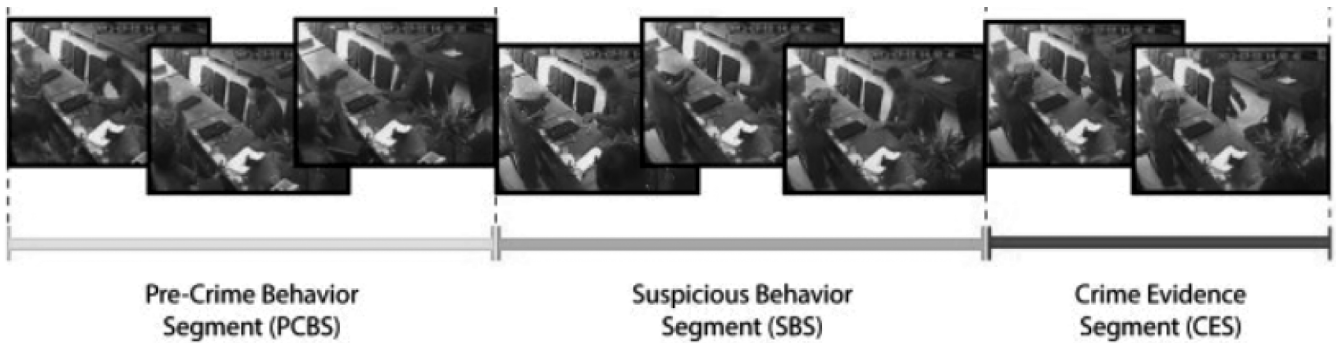 Pre-Crime Behavior
Segment (PCBS)
Suspicious Behavior
Segment (SBS)
Crime Evidence
Segment (CES)